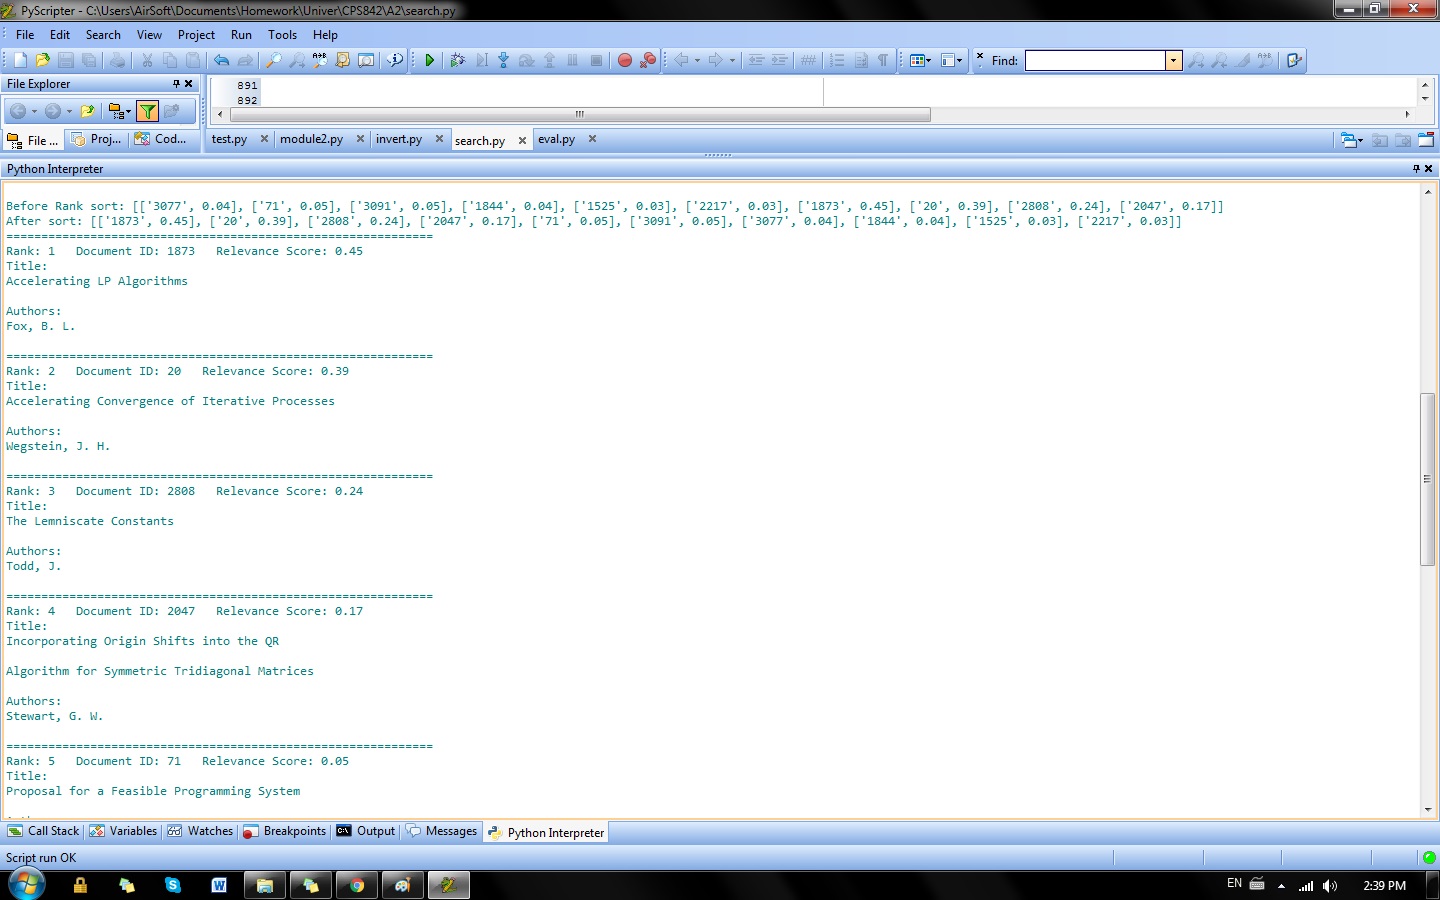 PyScripter - C:\Users\AirSoft\Documents\Homework\Univer\CPS842\A2\search.py
File Edit Search View Project Run Tools Help
Find:
File Explorer
891
892
File ... Proj... Cod...
test.py module2.py invert.py search.py eval.py
Python Interpreter
Before Rank sort: [['3077', 0.04], ['71', 0.05], ['3091', 0.05], ['1844', 0.04], ['1525', 0.03], ['2217', 0.03], ['1873', 0.45], ['20', 0.39], ['2808', 0.24], ['2047', 0.17]]
After sort: [['1873', 0.45], ['20', 0.39], ['2808', 0.24], ['2047', 0.17], ['71', 0.05], ['3091', 0.05], ['3077', 0.04], ['1844', 0.04], ['1525', 0.03], ['2217', 0.03]]
=============================================================
Rank: 1   Document ID: 1873   Relevance Score: 0.45
Title:
Accelerating LP Algorithms
Authors:
Fox, B. L.
=============================================================
Rank: 2   Document ID: 20   Relevance Score: 0.39
Title:
Accelerating Convergence of Iterative Processes
Authors:
Wegstein, J. H.
=============================================================
Rank: 3   Document ID: 2808   Relevance Score: 0.24
Title:
The Lemniscate Constants
Authors:
Todd, J.
=============================================================
Rank: 4   Document ID: 2047   Relevance Score: 0.17
Title:
Incorporating Origin Shifts into the QR
Algorithm for Symmetric Tridiagonal Matrices
Authors:
Stewart, G. W.
=============================================================
Rank: 5   Document ID: 71   Relevance Score: 0.05
Title:
Proposal for a Feasible Programming System
Call Stack Variables Watches Breakpoints Output Messages Python Interpreter
Script run OK
EN 2:39 PM